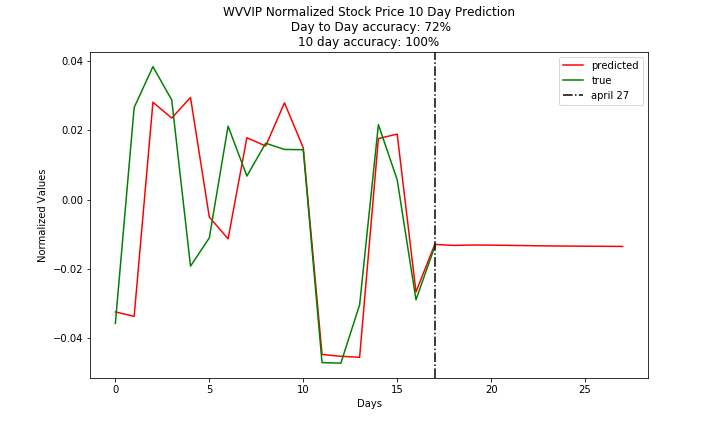 WVVIP Normalized Stock Price 10 Day Prediction
Day to Day accuracy: 72%
10 day accuracy: 100%
predicted
true
april 27
0.04
0.02
0.00
−0.02
−0.04
Normalized Values
0 5 10 15 20 25
Days